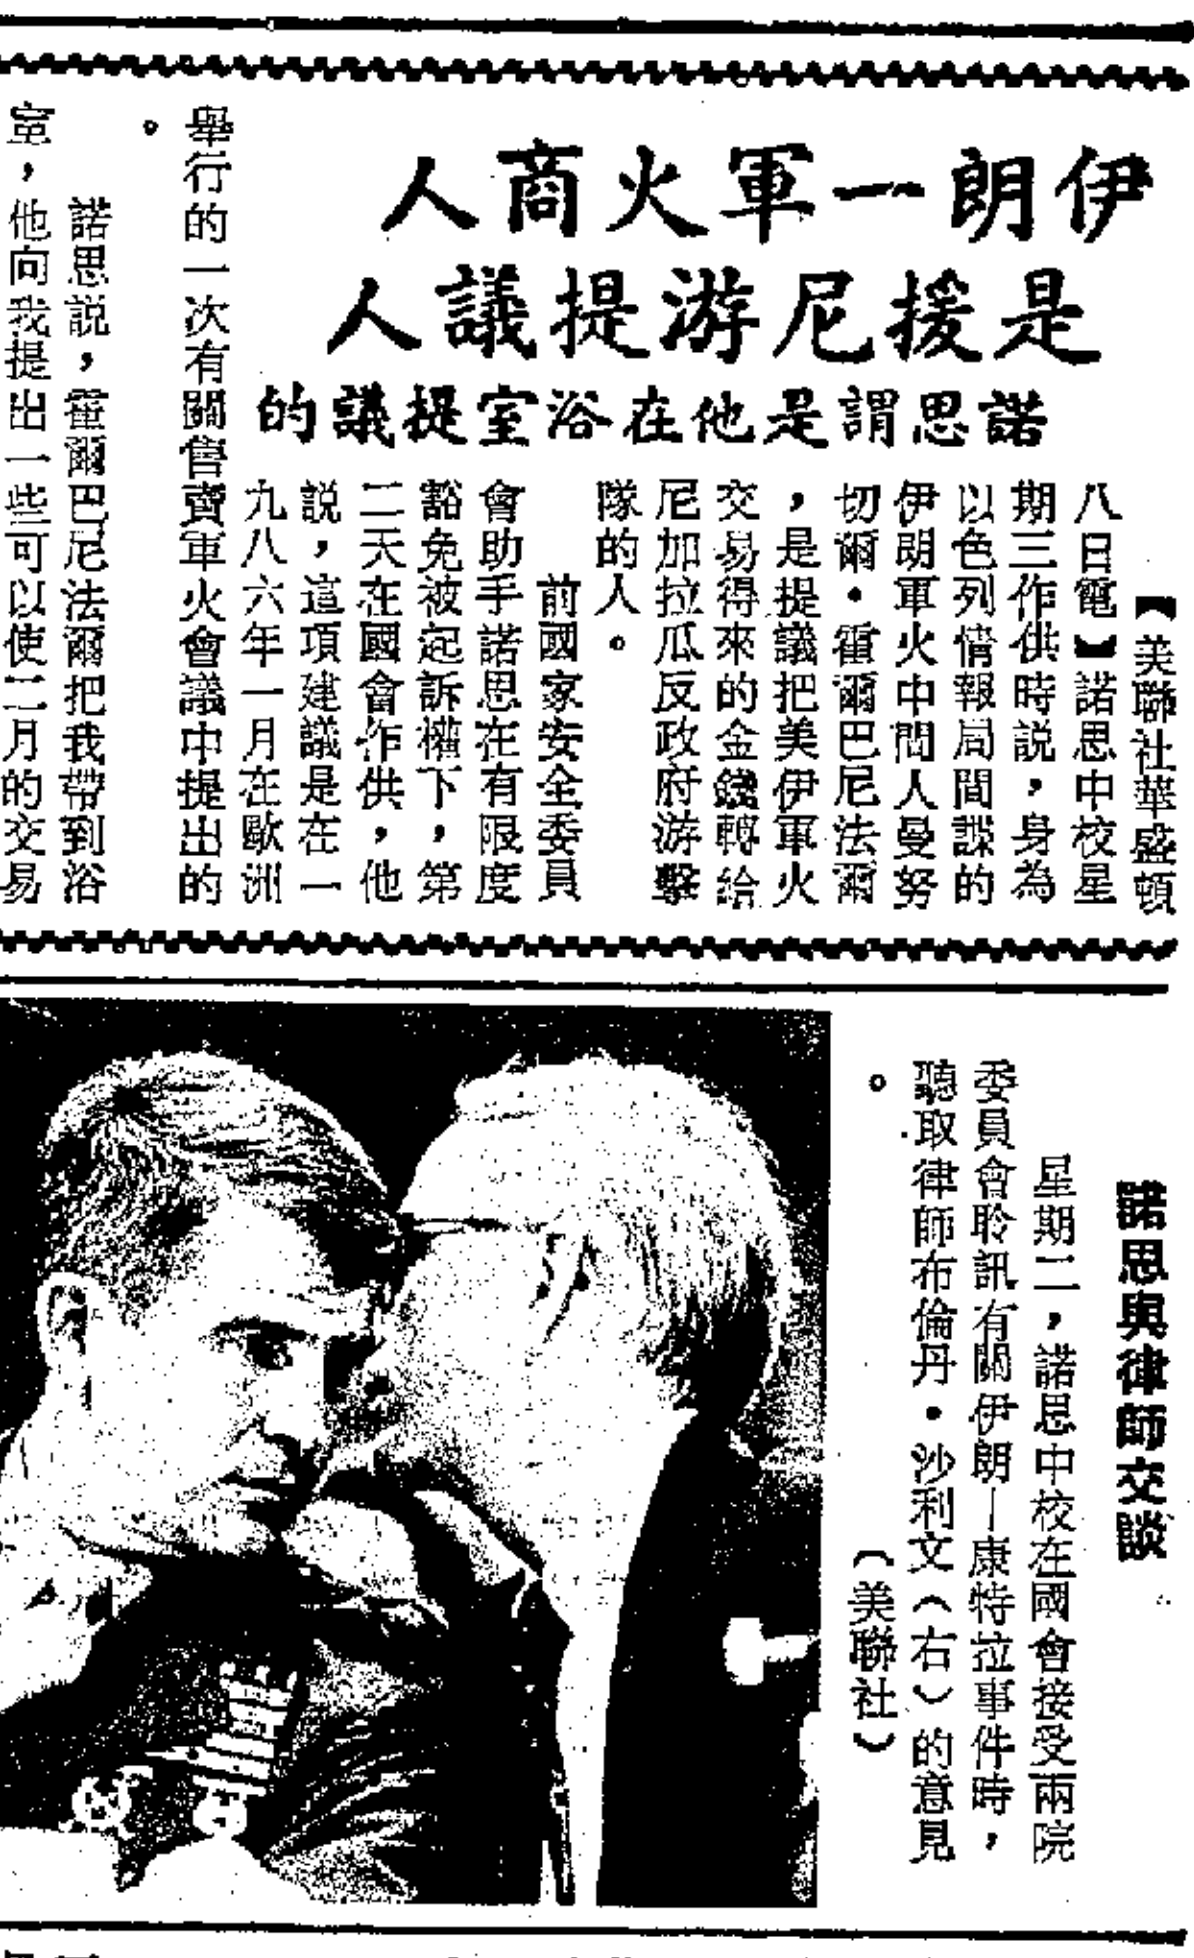 伊朗一軍火商人
是援尼游提議人
諾思謂是他在浴室提議的
【美聯社華盛頓
八日電】諾思中校星
期三作供時説，身為
以色列情報局間諜的
伊朗軍火中間人曼努
切爾·霍爾巴尼法爾
，是提議把美伊軍火
交易得來的金錢轉給
尼加拉瓜反政府游擊
隊的人。
前國家安全委員
會助手諾思在有限度
豁免被起訴權下，第
二天在國會作供，他
説，這項建議是在一
九八六年一月在歐洲
舉行的一次有關售賣軍火會議中提出的
。
諾思説，霍爾巴尼法爾把我帶到浴
室，他向我提出一些可以使二月的交易
諾思與律師交談
星期二，諾思中校在國會接受兩院
委員會聆訊有關伊朗—康特拉事件時，
聽取律師布倫丹·沙利文（右）的意見
。
（美聯社）